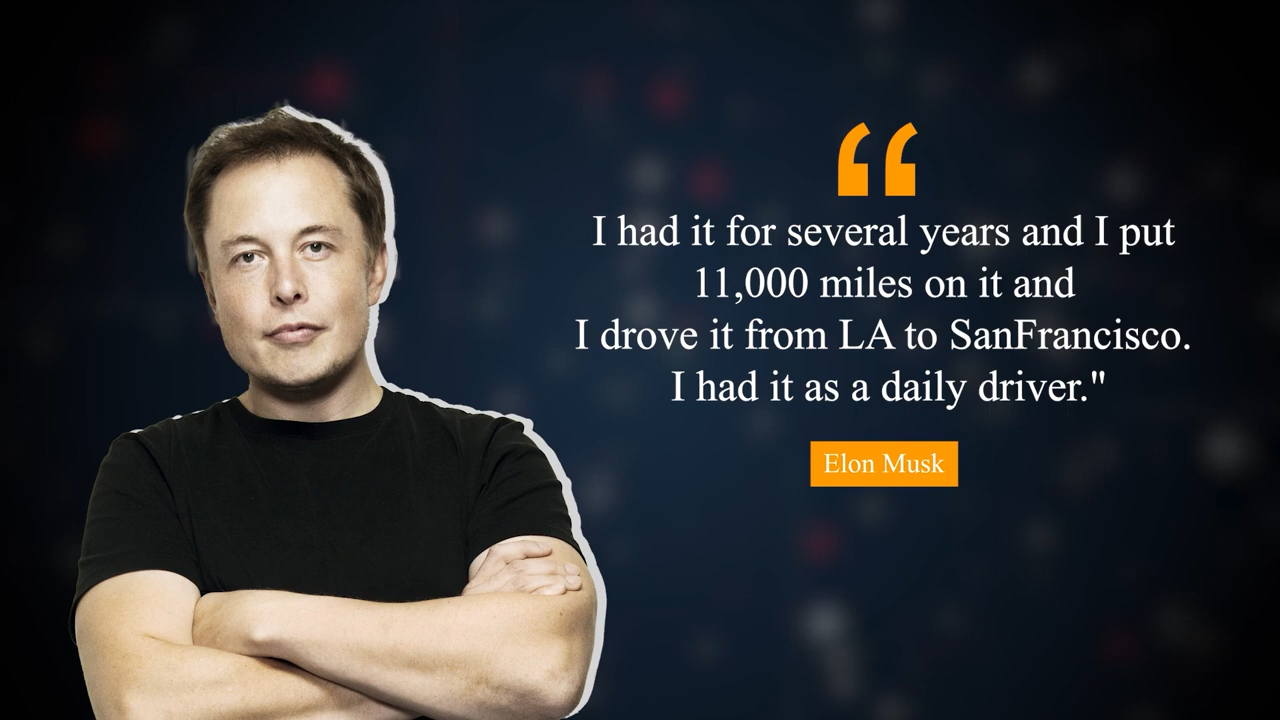 “
I had it for several years and I put
11,000 miles on it and
I drove it from LA to SanFrancisco.
I had it as a daily driver."
Elon Musk